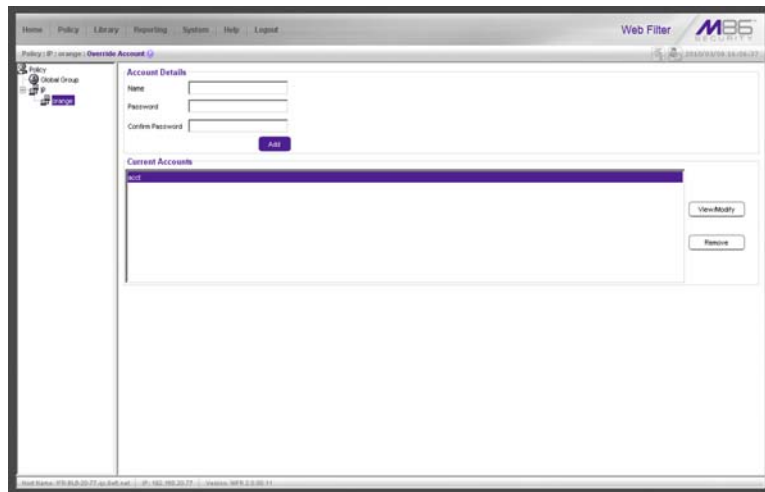 Home Policy Library Reporting System Help Logout
Web Filter
M86
SECURITY
Policy : IP : orange : Override Account
Policy
Global Group
IP
orange
Account Details
Name
Password
Confirm Password
Add
Current Accounts
acct
View/Modify
Remove